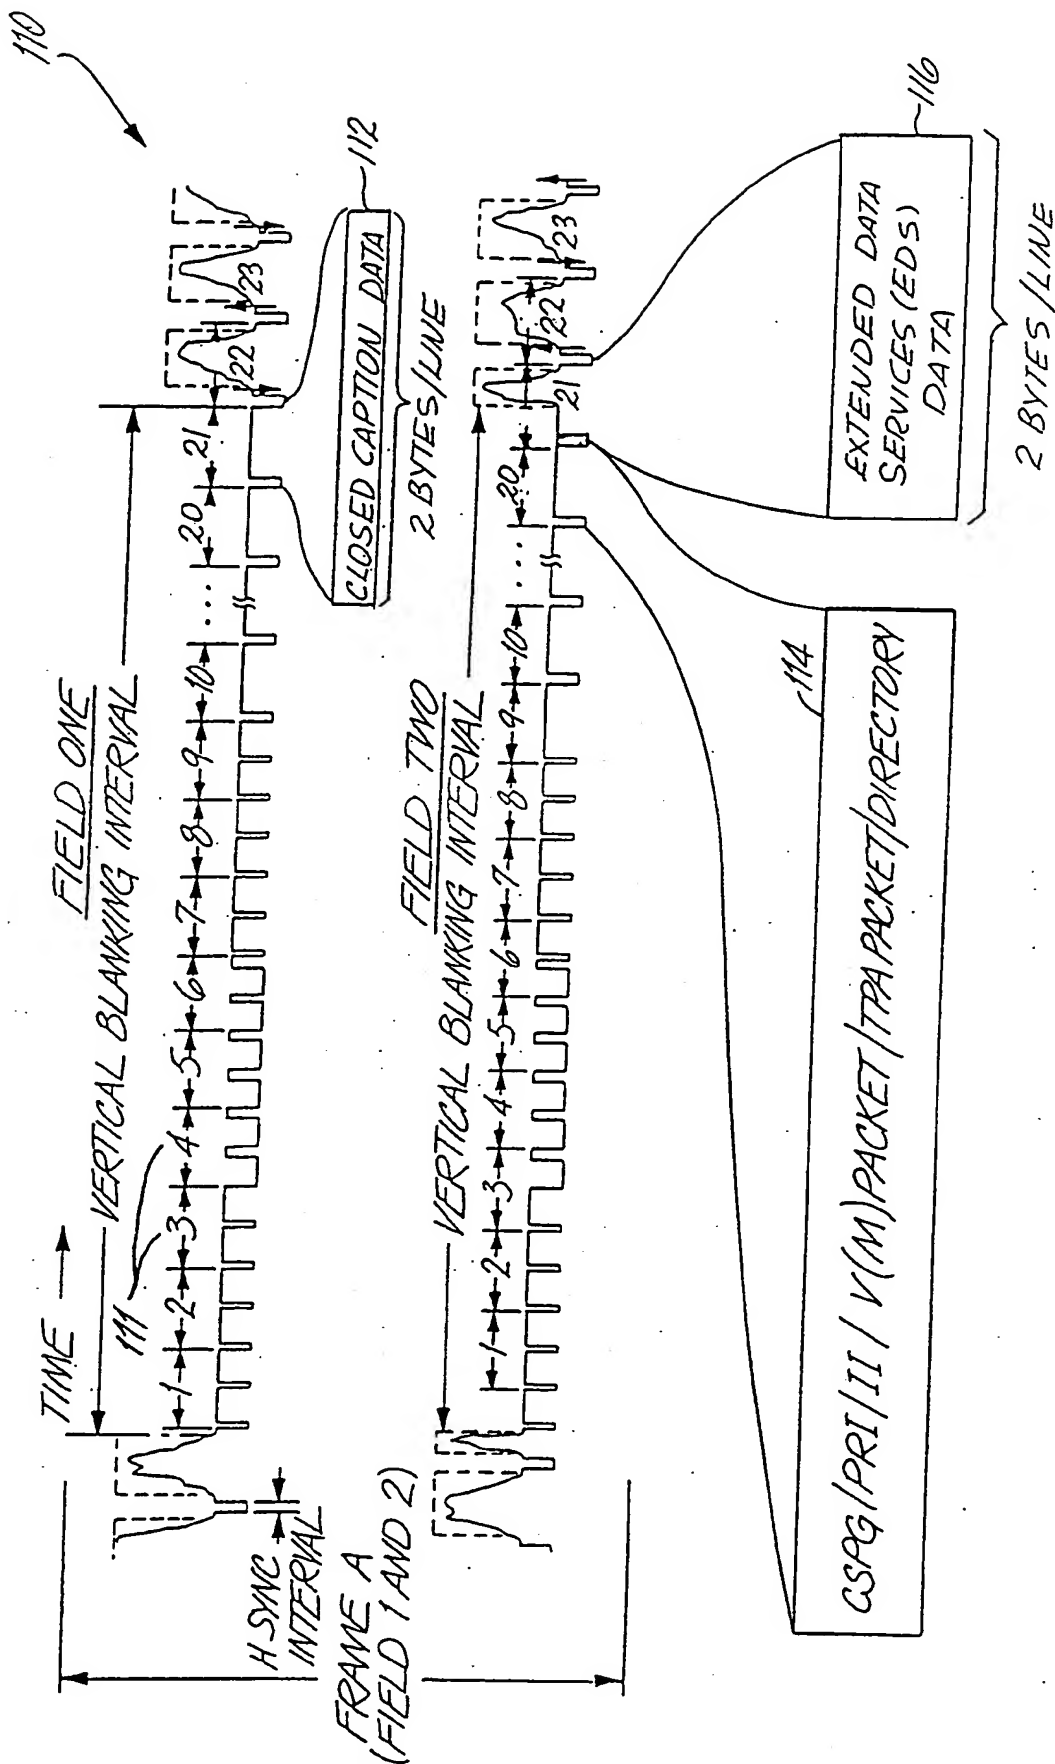 110
TIME
FIELD ONE
VERTICAL BLANKING INTERVAL
111
1 2 3 4 5 6 7 8 9 10 ... 20 21 22 23
H SYNC
INTERVAL
112
CLOSED CAPTION DATA
2 BYTES/LINE
FRAME A
(FIELD 1 AND 2)
FIELD TWO
VERTICAL BLANKING INTERVAL
1 2 3 4 5 6 7 8 9 10 ... 20 21 22 23
114
CSPG/PRI/II/V(M)PACKET/TPAPACKET/DIRECTORY
116
EXTENDED DATA
SERVICES (EDS)
DATA
2 BYTES/LINE